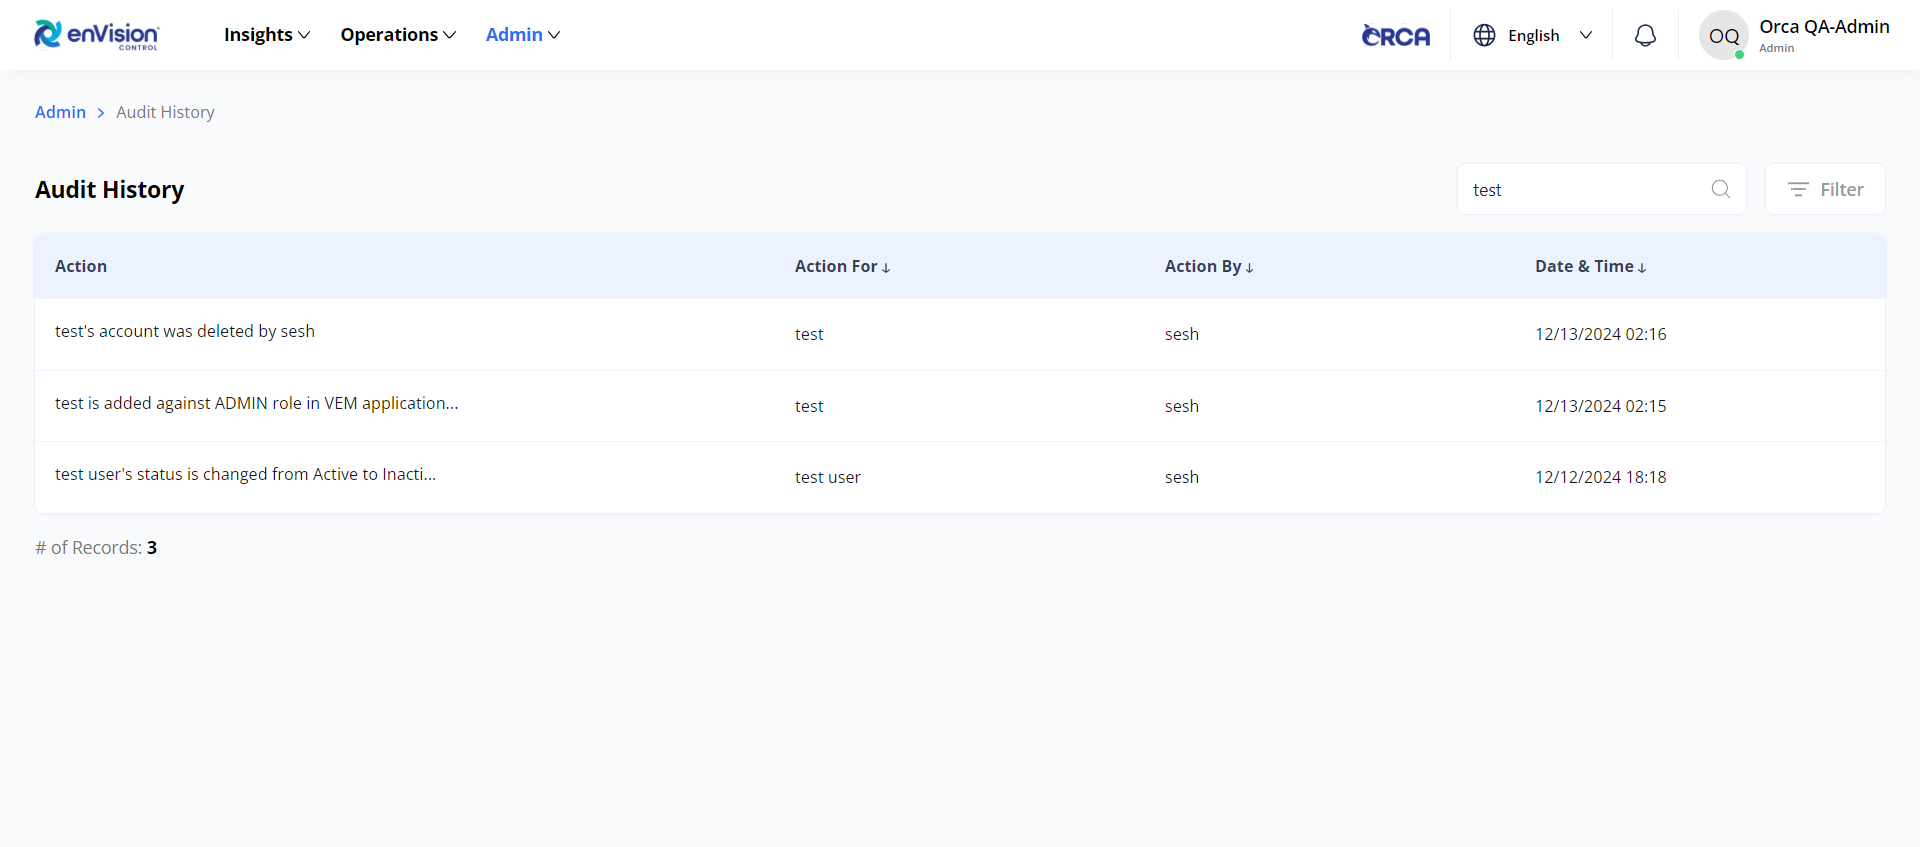 enVision CONTROL
Insights
Operations
Admin
ORCA
English
OQ
Orca QA-Admin
Admin
Admin > Audit History
Audit History
test
Filter
Action Action For ↓ Action By ↓ Date & Time ↓
test's account was deleted by sesh test sesh 12/13/2024 02:16
test is added against ADMIN role in VEM application... test sesh 12/13/2024 02:15
test user's status is changed from Active to Inacti... test user sesh 12/12/2024 18:18
# of Records: 3